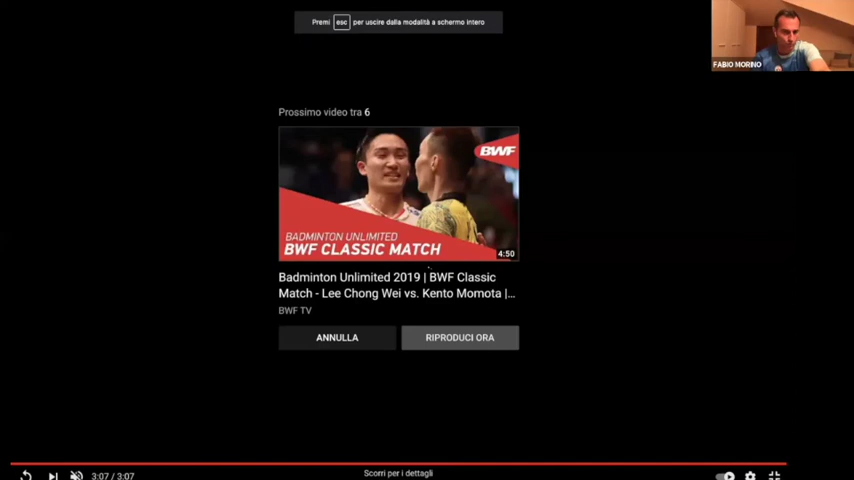 Premi esc per uscire dalla modalità a schermo intero
FABIO MORINO
Prossimo video tra 6
BWF
BADMINTON UNLIMITED
BWF CLASSIC MATCH
4:50
Badminton Unlimited 2019 | BWF Classic
Match - Lee Chong Wei vs. Kento Momota |...
BWF TV
ANNULLA
RIPRODUCI ORA
3:07 / 3:07
Scorri per i dettagli